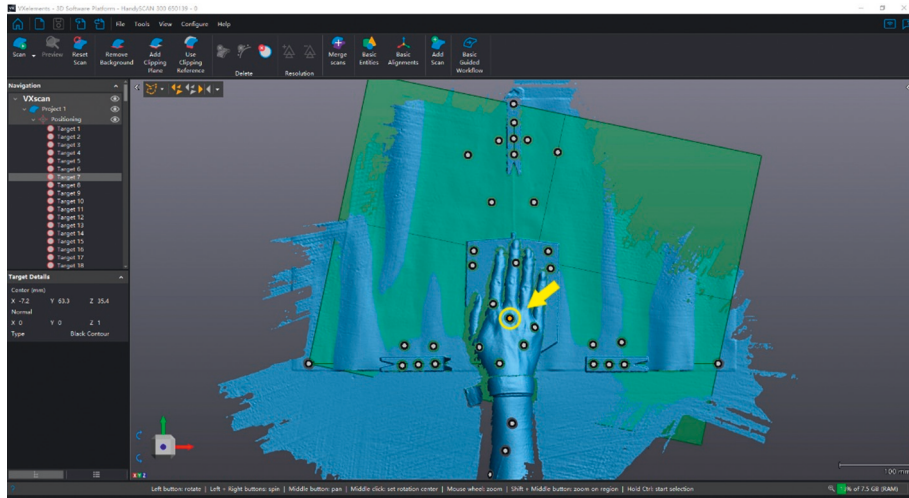 VXelements - 3D Software Platform - HandySCAN 303 650139 - 0
File Tools View Configure Help
Scan Preview Reset Scan Remove Background Add Clipping Plane Use Clipping Reference Delete Resolution Merge scans Basic Entities Basic Alignments Add Scan Basic Guided Workflow
Navigation
VXscan
Project 1
Positioning
Target 1
Target 2
Target 3
Target 4
Target 5
Target 6
Target 7
Target 8
Target 9
Target 10
Target 11
Target 12
Target 13
Target 14
Target 15
Target 16
Target 17
Target 18
Target Details
Center (mm)
X -7.2 Y 63.3 Z 35.4
Normal
X 0 Y 0 Z 1
Type Black Contour
X Y Z
100 mm
Left button: rotate | Left + Right buttons: spin | Middle button: pan | Middle click: set rotation center | Mouse wheel: zoom | Shift + Middle button: zoom on region | Hold Ctrl: start selection
% of 7.5 GB (RAM)